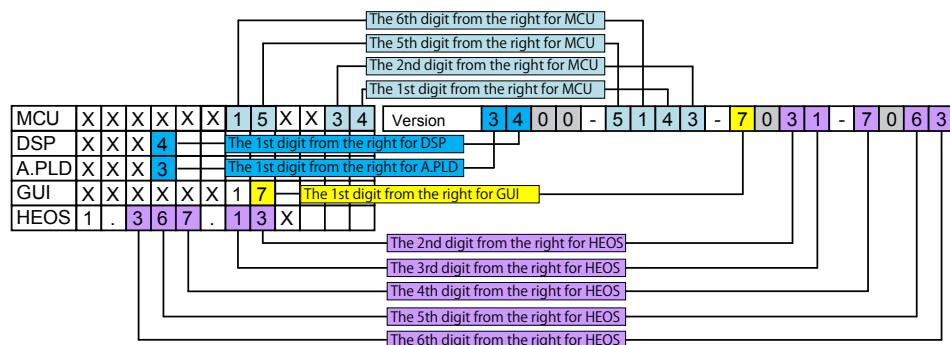 The 6th digit from the right for MCU
The 5th digit from the right for MCU
The 2nd digit from the right for MCU
The 1st digit from the right for MCU
MCU X X X X X X 1 5 X X 3 4
Version 3 4 0 0 - 5 1 4 3 - 7 0 3 1 - 7 0 6 3
DSP X X X 4 The 1st digit from the right for DSP
A.PLD X X X 3 The 1st digit from the right for A.PLD
GUI X X X X X X 1 7 The 1st digit from the right for GUI
HEOS 1 . 3 6 7 . 1 3 X
The 2nd digit from the right for HEOS
The 3rd digit from the right for HEOS
The 4th digit from the right for HEOS
The 5th digit from the right for HEOS
The 6th digit from the right for HEOS